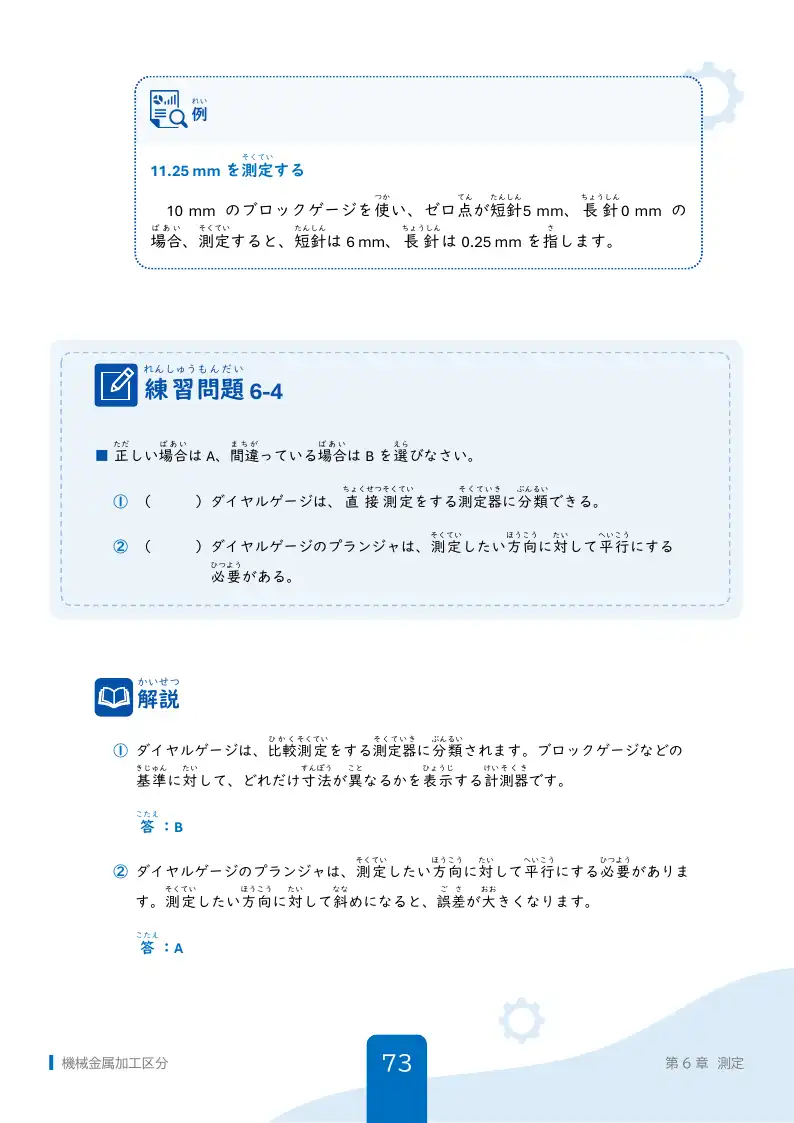 例
11.25 mm を測定する
10 mm のブロックゲージを使い、ゼロ点が短針5 mm、長針0 mm の
場合、測定すると、短針は 6 mm、長針は 0.25 mm を指します。
練習問題 6-4
■ 正しい場合は A、間違っている場合は B を選びなさい。
① （　　）ダイヤルゲージは、直接測定をする測定器に分類できる。
② （　　）ダイヤルゲージのプランジャは、測定したい方向に対して平行にする
必要がある。
解説
① ダイヤルゲージは、比較測定をする測定器に分類されます。ブロックゲージなどの
基準に対して、どれだけ寸法が異なるかを表示する計測器です。
答：B
② ダイヤルゲージのプランジャは、測定したい方向に対して平行にする必要がありま
す。測定したい方向に対して斜めになると、誤差が大きくなります。
答：A
機械金属加工区分
73
第 6 章 測定